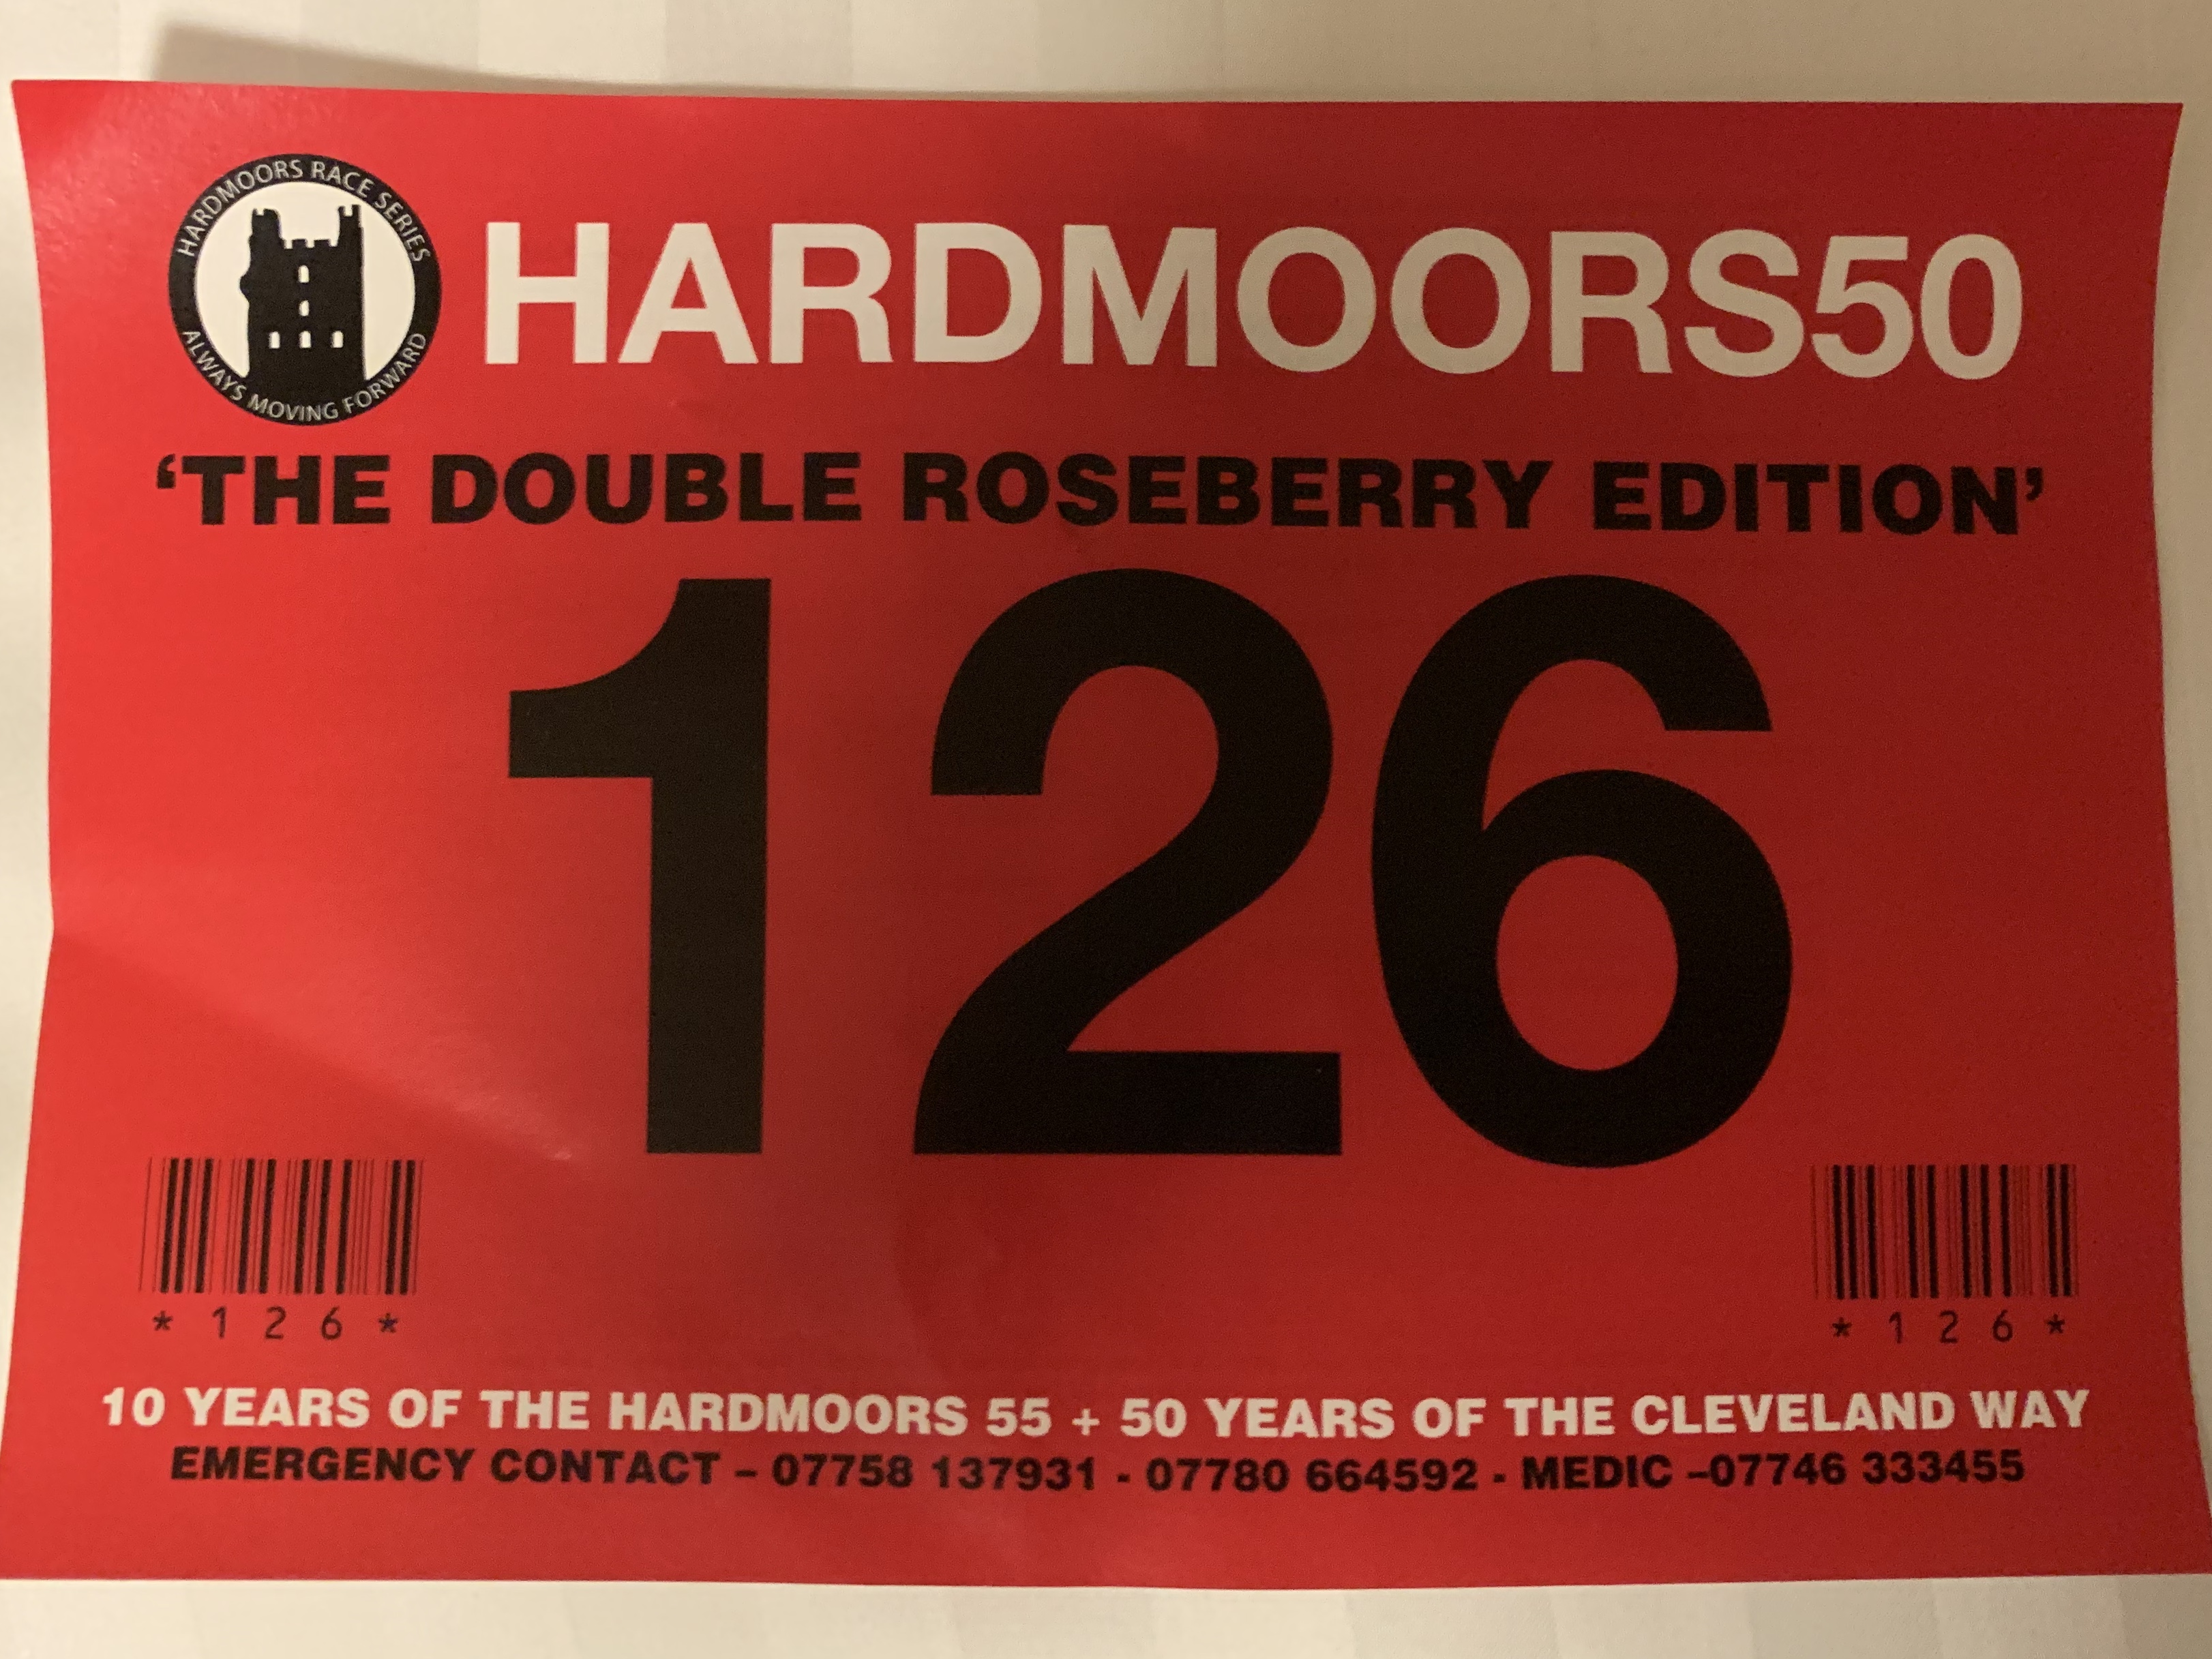 HARDMOORS RACE SERIES
ALWAYS MOVING FORWARD
HARDMOORS50
‘THE DOUBLE ROSEBERRY EDITION’
126
*126*
*126*
10 YEARS OF THE HARDMOORS 55 + 50 YEARS OF THE CLEVELAND WAY
EMERGENCY CONTACT – 07758 137931 - 07780 664592 - MEDIC –07746 333455